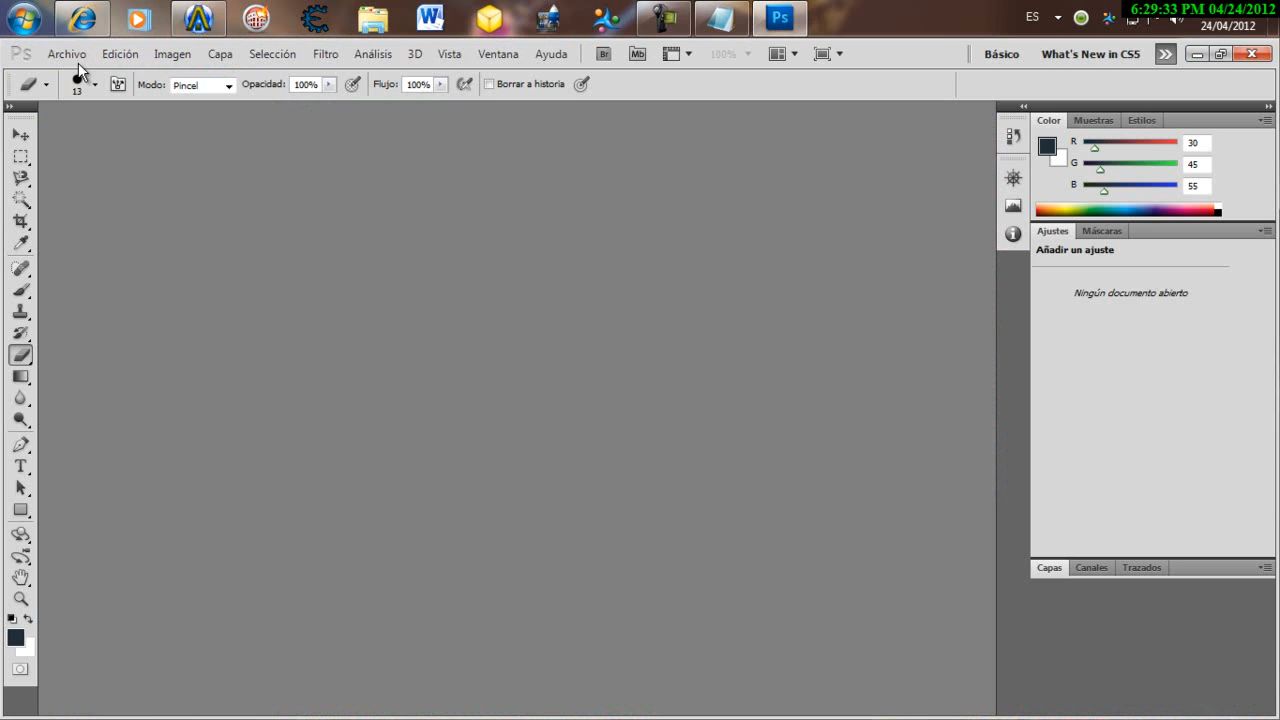 6:29:33 PM 04/24/2012
W Ps ES
24/04/2012
Ps Archivo Edición Imagen Capa Selección Filtro Análisis 3D Vista Ventana Ayuda Br Mb 100% Básico What's New in CS5
13 Modo: Pincel Opacidad: 100% Flujo: 100% Borrar a historia
Color Muestras Estilos
R 30
G 45
B 55
Ajustes Máscaras
Añadir un ajuste
Ningún documento abierto
T
Capas Canales Trazados